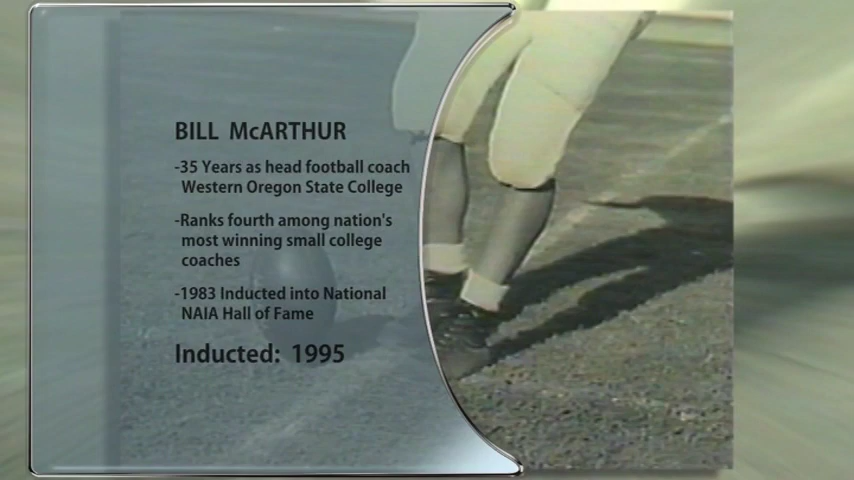 BILL McARTHUR
-35 Years as head football coach
Western Oregon State College
-Ranks fourth among nation's
most winning small college
coaches
-1983 Inducted into National
NAIA Hall of Fame
Inducted: 1995